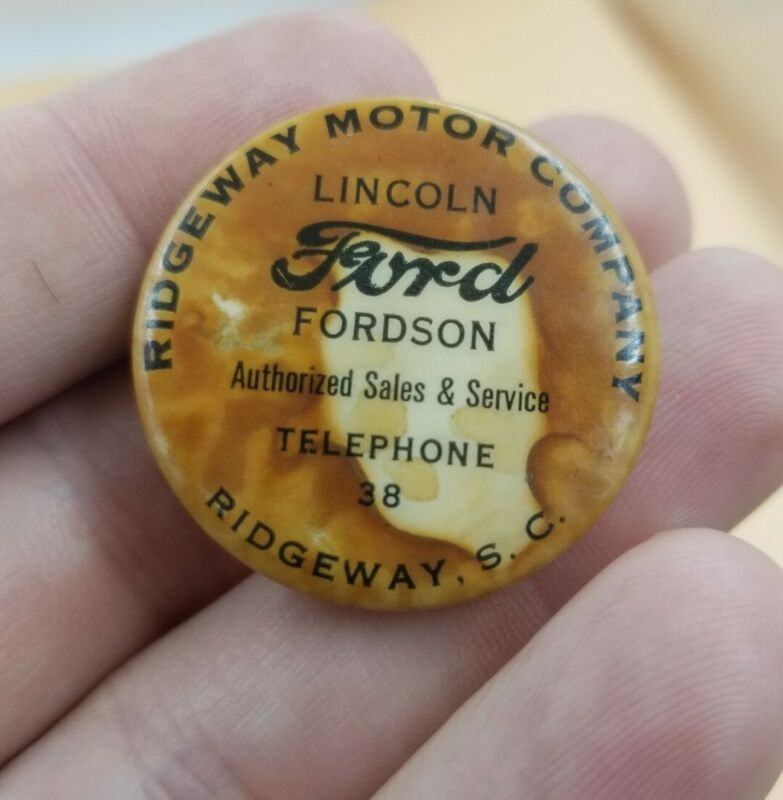 RIDGEWAY MOTOR COMPANY
LINCOLN
Ford
FORDSON
Authorized Sales & Service
TELEPHONE
38
RIDGEWAY, S. C.